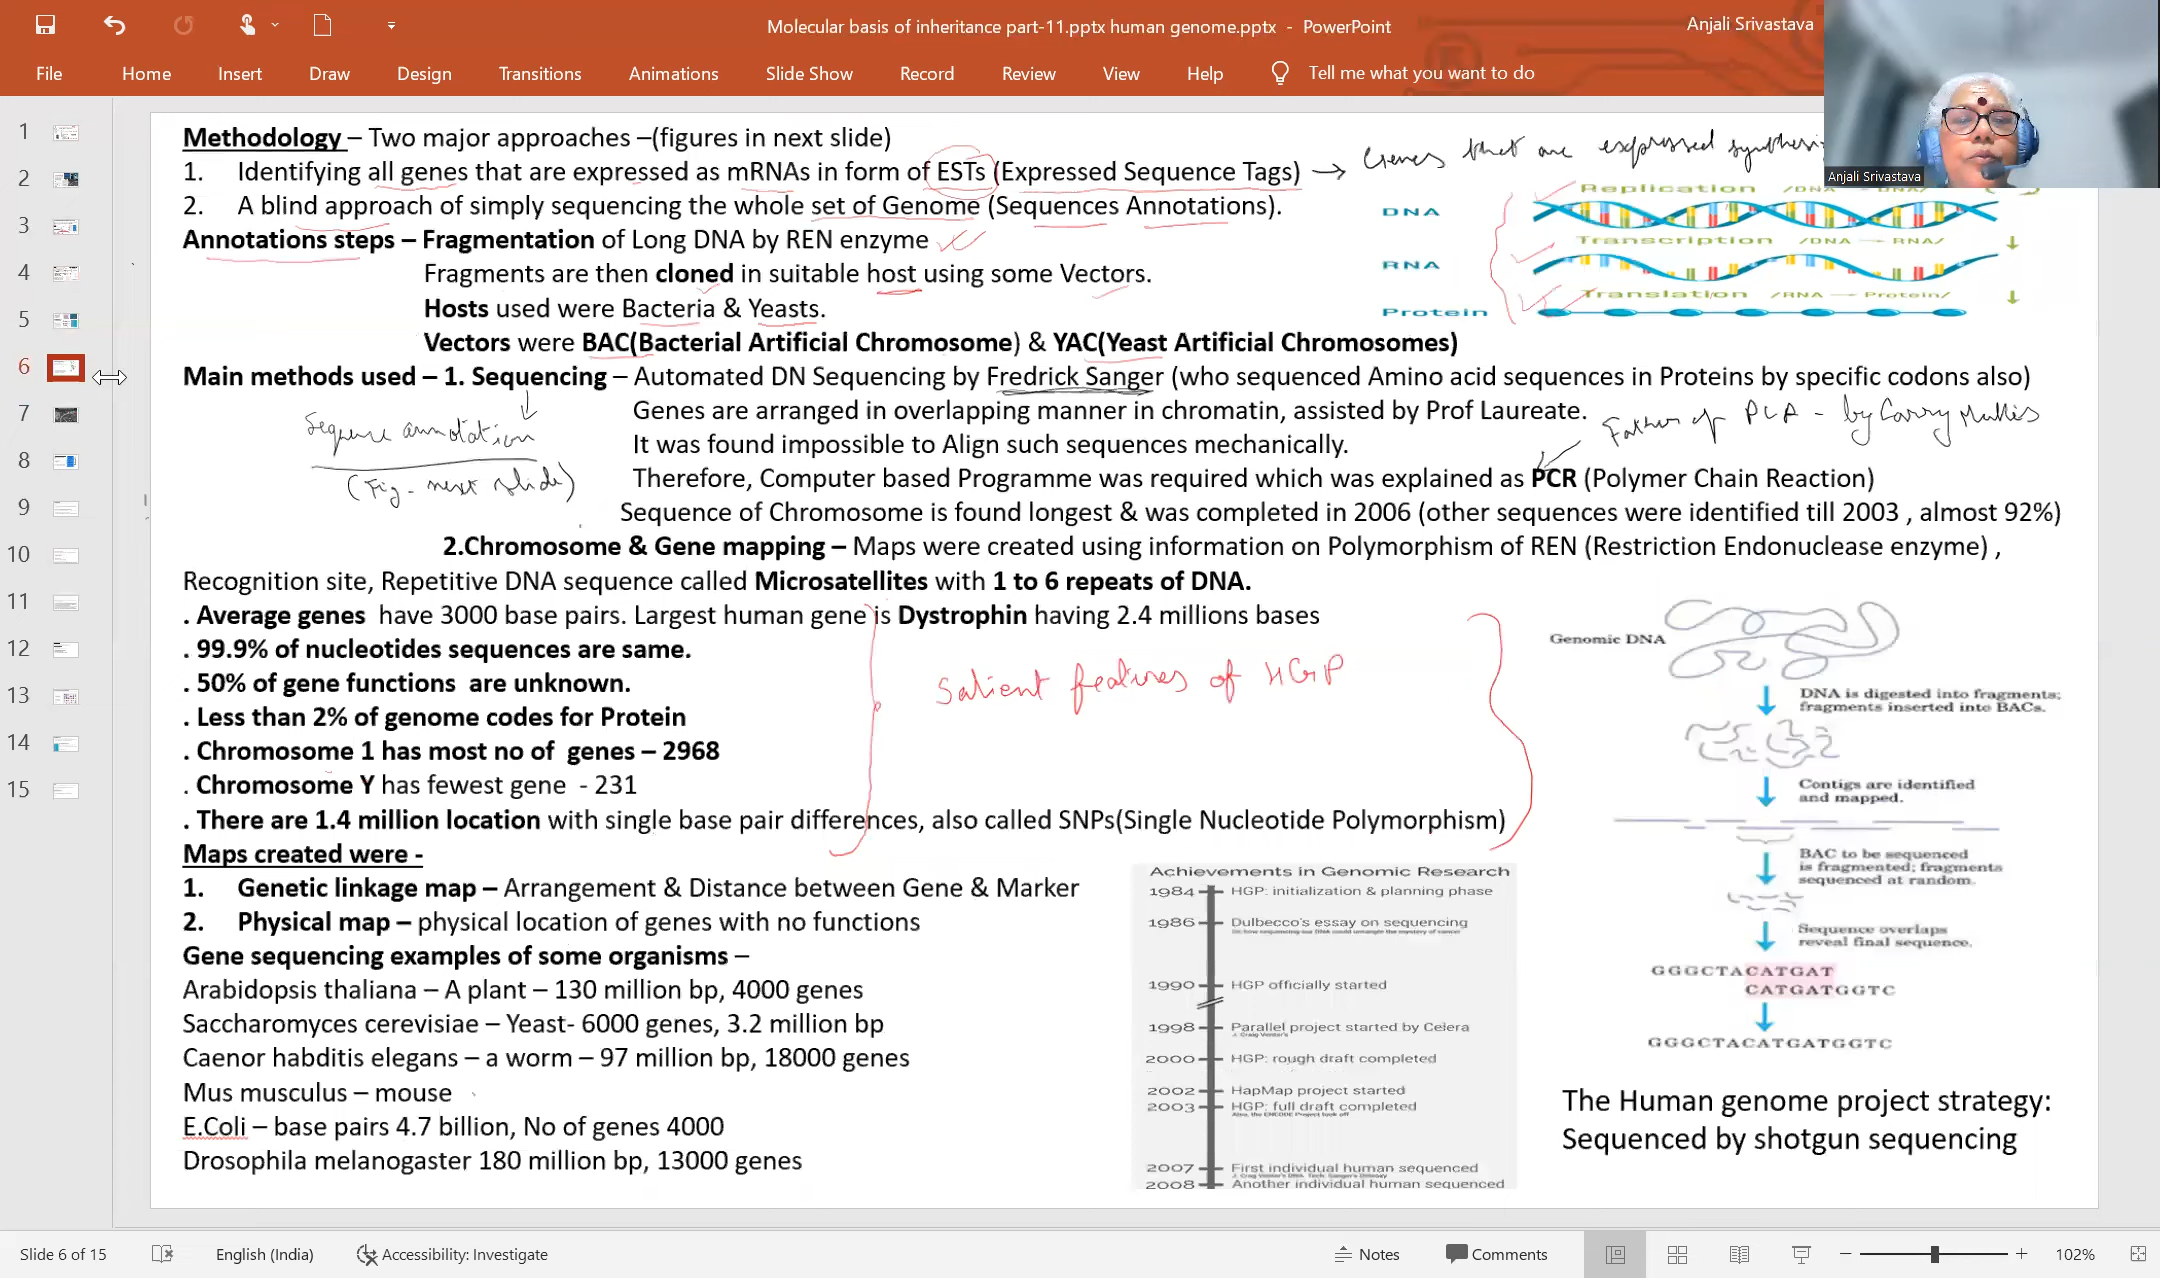 Molecular basis of inheritance part-11.pptx human genome.pptx - PowerPoint
Anjali Srivastava
File Home Insert Draw Design Transitions Animations Slide Show Record Review View Help Tell me what you want to do
Anjali Srivastava
1
2
3
4
5
6
7
8
9
10
11
12
13
14
15
Methodology – Two major approaches –(figures in next slide)
1. Identifying all genes that are expressed as mRNAs in form of ESTs (Expressed Sequence Tags)
Genes that are expressed
2. A blind approach of simply sequencing the whole set of Genome (Sequences Annotations).
Annotations steps – Fragmentation of Long DNA by REN enzyme
Fragments are then cloned in suitable host using some Vectors.
Hosts used were Bacteria & Yeasts.
Vectors were BAC(Bacterial Artificial Chromosome) & YAC(Yeast Artificial Chromosomes)
Replication /DNA → DNA/
DNA
Transcription /DNA → RNA/
RNA
Translation /RNA → Protein/
Protein
Main methods used – 1. Sequencing – Automated DN Sequencing by Fredrick Sanger (who sequenced Amino acid sequences in Proteins by specific codons also)
Genes are arranged in overlapping manner in chromatin, assisted by Prof Laureate.
Father of PCR - by Carry Mullis
Sequence annotation
(Fig - next slide)
It was found impossible to Align such sequences mechanically.
Therefore, Computer based Programme was required which was explained as PCR (Polymer Chain Reaction)
Sequence of Chromosome is found longest & was completed in 2006 (other sequences were identified till 2003 , almost 92%)
2.Chromosome & Gene mapping – Maps were created using information on Polymorphism of REN (Restriction Endonuclease enzyme) ,
Recognition site, Repetitive DNA sequence called Microsatellites with 1 to 6 repeats of DNA.
. Average genes have 3000 base pairs. Largest human gene is Dystrophin having 2.4 millions bases
. 99.9% of nucleotides sequences are same.
. 50% of gene functions are unknown.
. Less than 2% of genome codes for Protein
. Chromosome 1 has most no of genes – 2968
. Chromosome Y has fewest gene - 231
. There are 1.4 million location with single base pair differences, also called SNPs(Single Nucleotide Polymorphism)
Salient features of HGP
Maps created were -
1. Genetic linkage map – Arrangement & Distance between Gene & Marker
2. Physical map – physical location of genes with no functions
Gene sequencing examples of some organisms –
Arabidopsis thaliana – A plant – 130 million bp, 4000 genes
Saccharomyces cerevisiae – Yeast- 6000 genes, 3.2 million bp
Caenor habditis elegans – a worm – 97 million bp, 18000 genes
Mus musculus – mouse
E.Coli – base pairs 4.7 billion, No of genes 4000
Drosophila melanogaster 180 million bp, 13000 genes
Achievements in Genomic Research
1984 HGP: initialization & planning phase
1986 Dulbecco's essay on sequencing
1990 HGP officially started
1998 Parallel project started by Celera
2000 HGP: rough draft completed
2002 HapMap project started
2003 HGP: full draft completed
2007 First individual human sequenced
2008 Another individual human sequenced
Genomic DNA
DNA is digested into fragments;
fragments inserted into BACs.
Contigs are identified
and mapped.
BAC to be sequenced
is fragmented; fragments
sequenced at random.
Sequence overlaps
reveal final sequence.
GGGCTACATGAT
CATGATGGTC
GGGCTACATGATGGTC
The Human genome project strategy:
Sequenced by shotgun sequencing
Slide 6 of 15 English (India) Accessibility: Investigate Notes Comments 102%